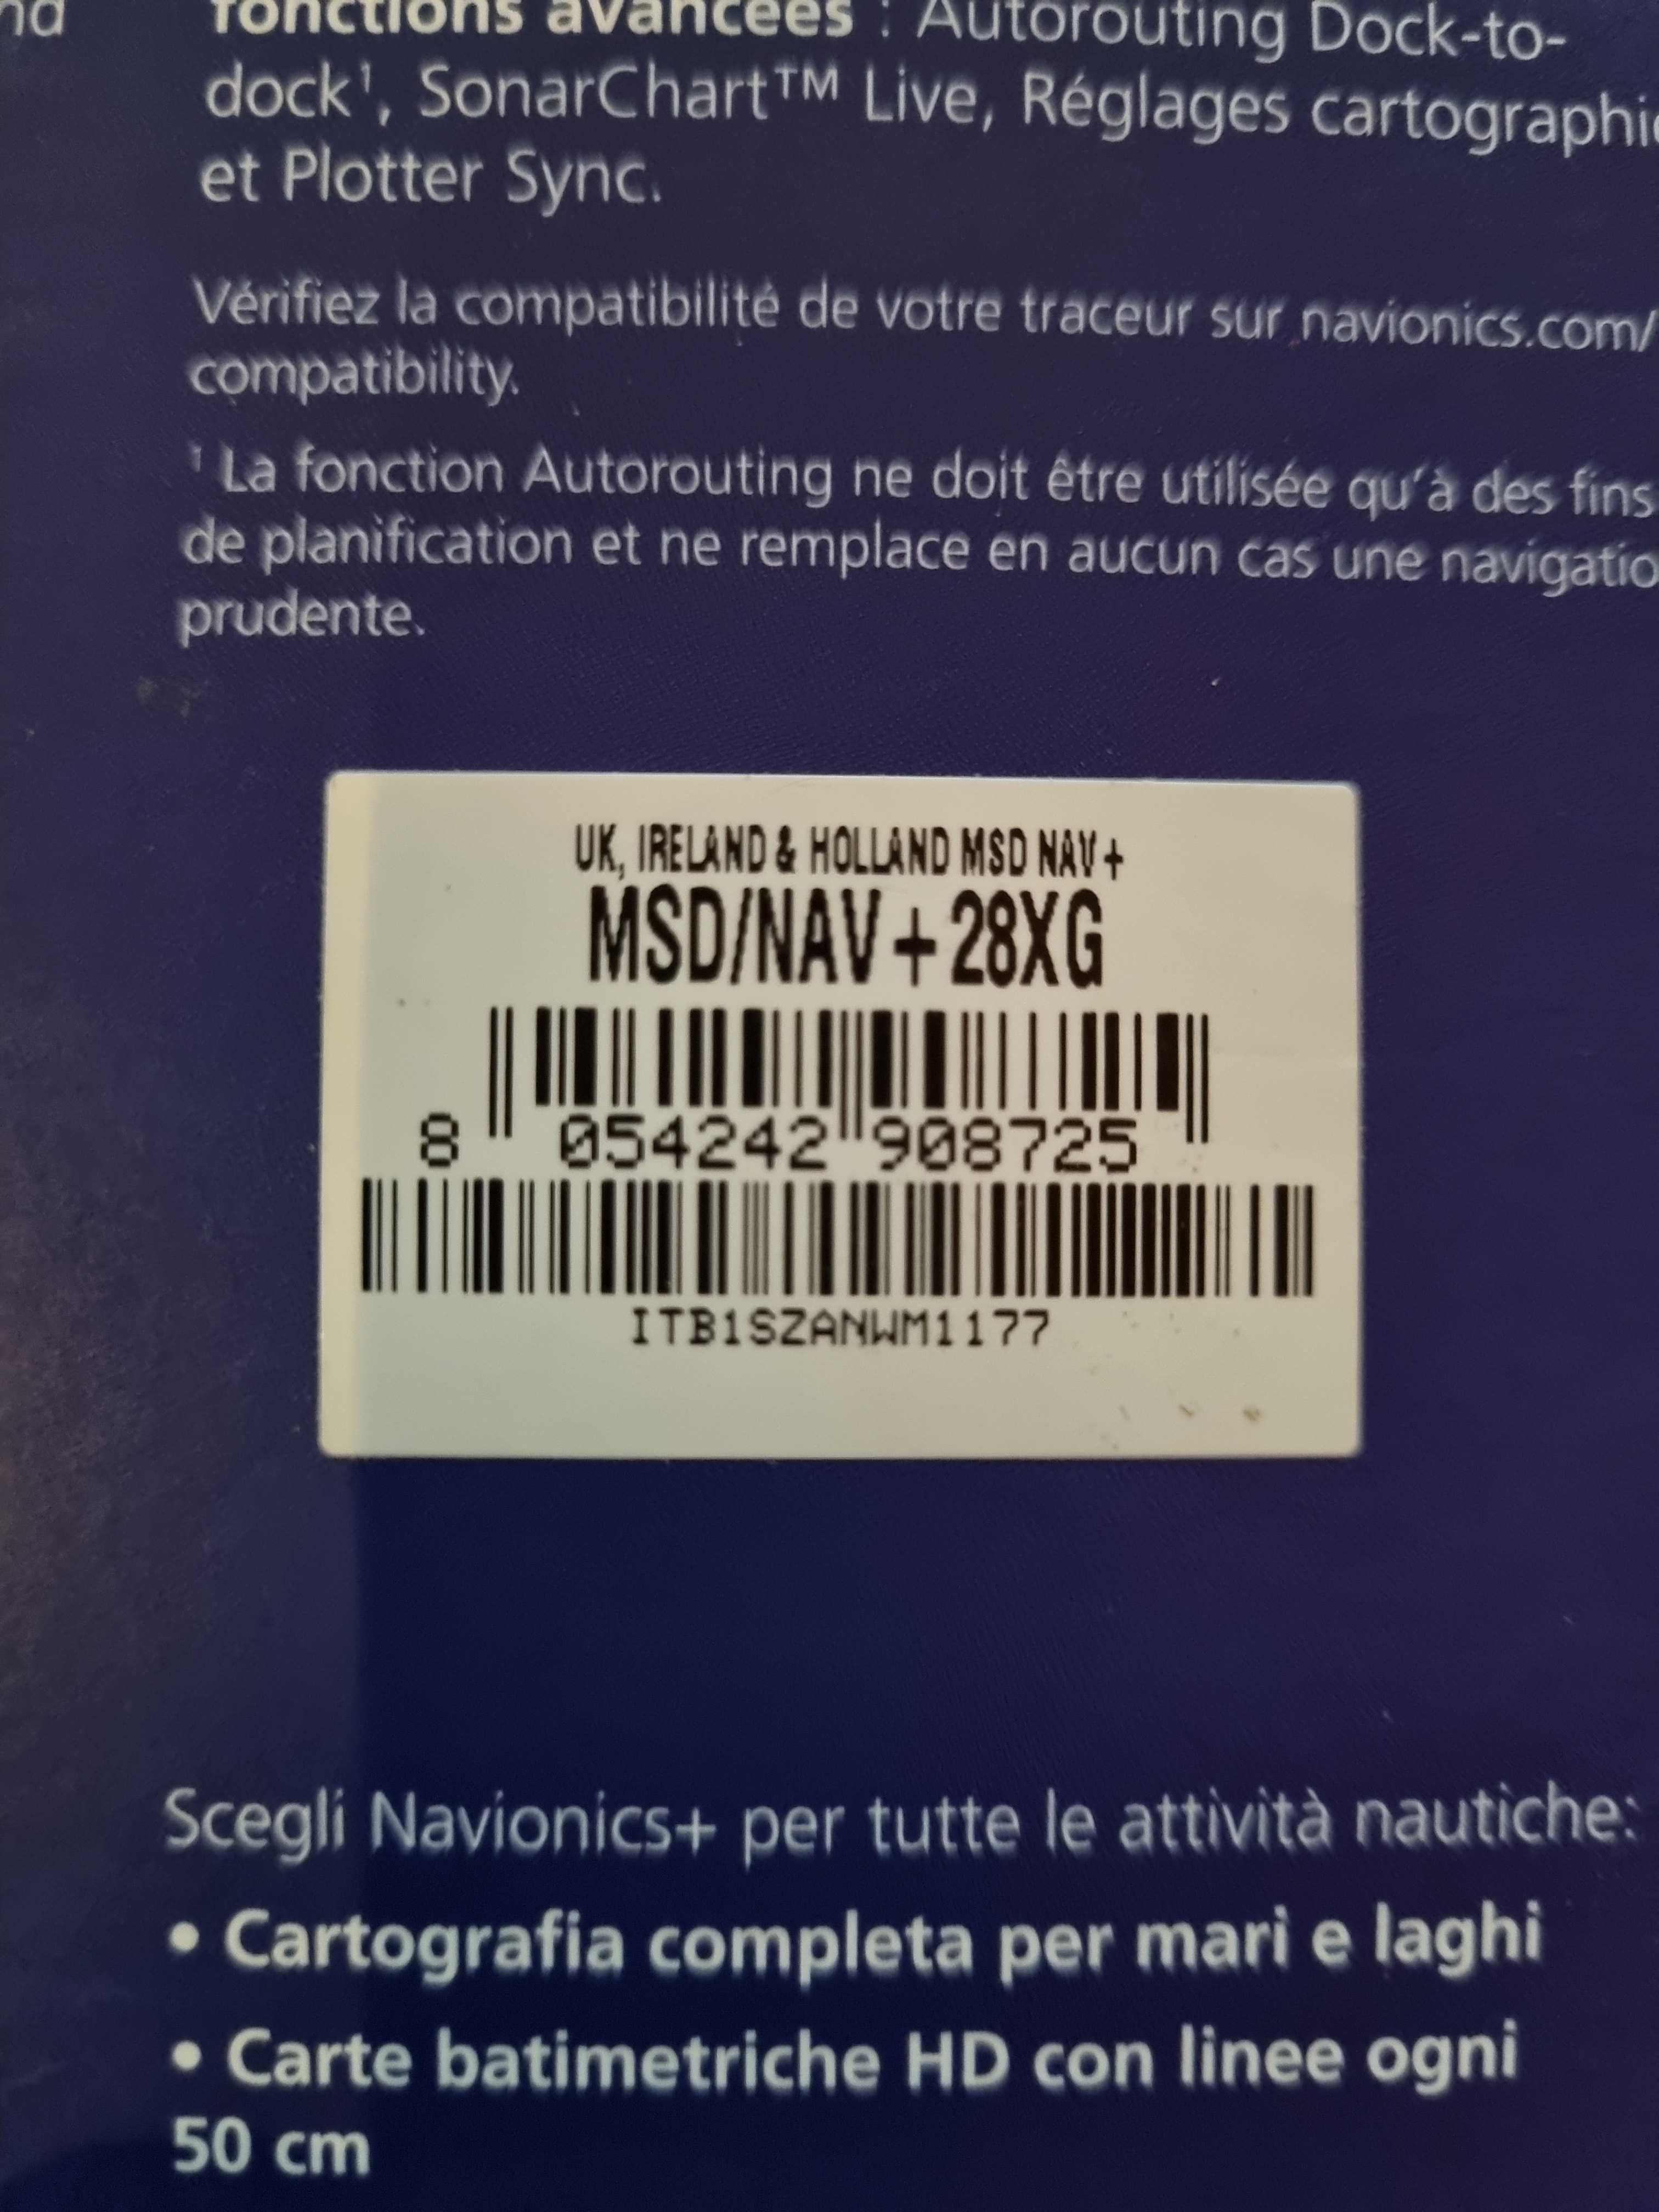 fonctions avancées : Autorouting Dock-to-
dock¹, SonarChart™ Live, Réglages
et Plotter Sync.
Vérifiez la compatibilité de votre traceur sur navionics.com/
compatibility.
¹ La fonction Autorouting ne doit être utilisée qu'à des fins
de planification et ne remplace en aucun cas une
prudente.
UK, IRELAND & HOLLAND MSD NAV+
MSD/NAV+28XG
8 054242 908725
ITB1SZANWM1177
Scegli Navionics+ per tutte le attività nautiche:
• Cartografia completa per mari e laghi
• Carte batimetriche HD con linee ogni
50 cm